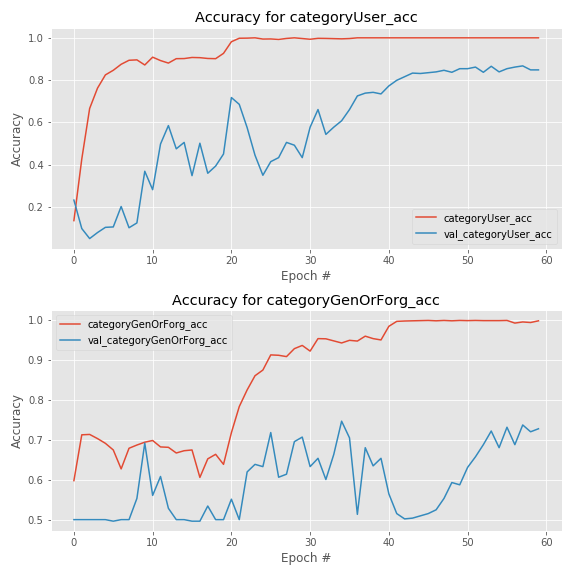 Accuracy for categoryUser_acc
1.0
0.8
0.6
0.4
0.2
Accuracy
categoryUser_acc
val_categoryUser_acc
0 10 20 30 40 50 60
Epoch #
Accuracy for categoryGenOrForg_acc
categoryGenOrForg_acc
val_categoryGenOrForg_acc
1.0
0.9
0.8
0.7
0.6
0.5
Accuracy
0 10 20 30 40 50 60
Epoch #